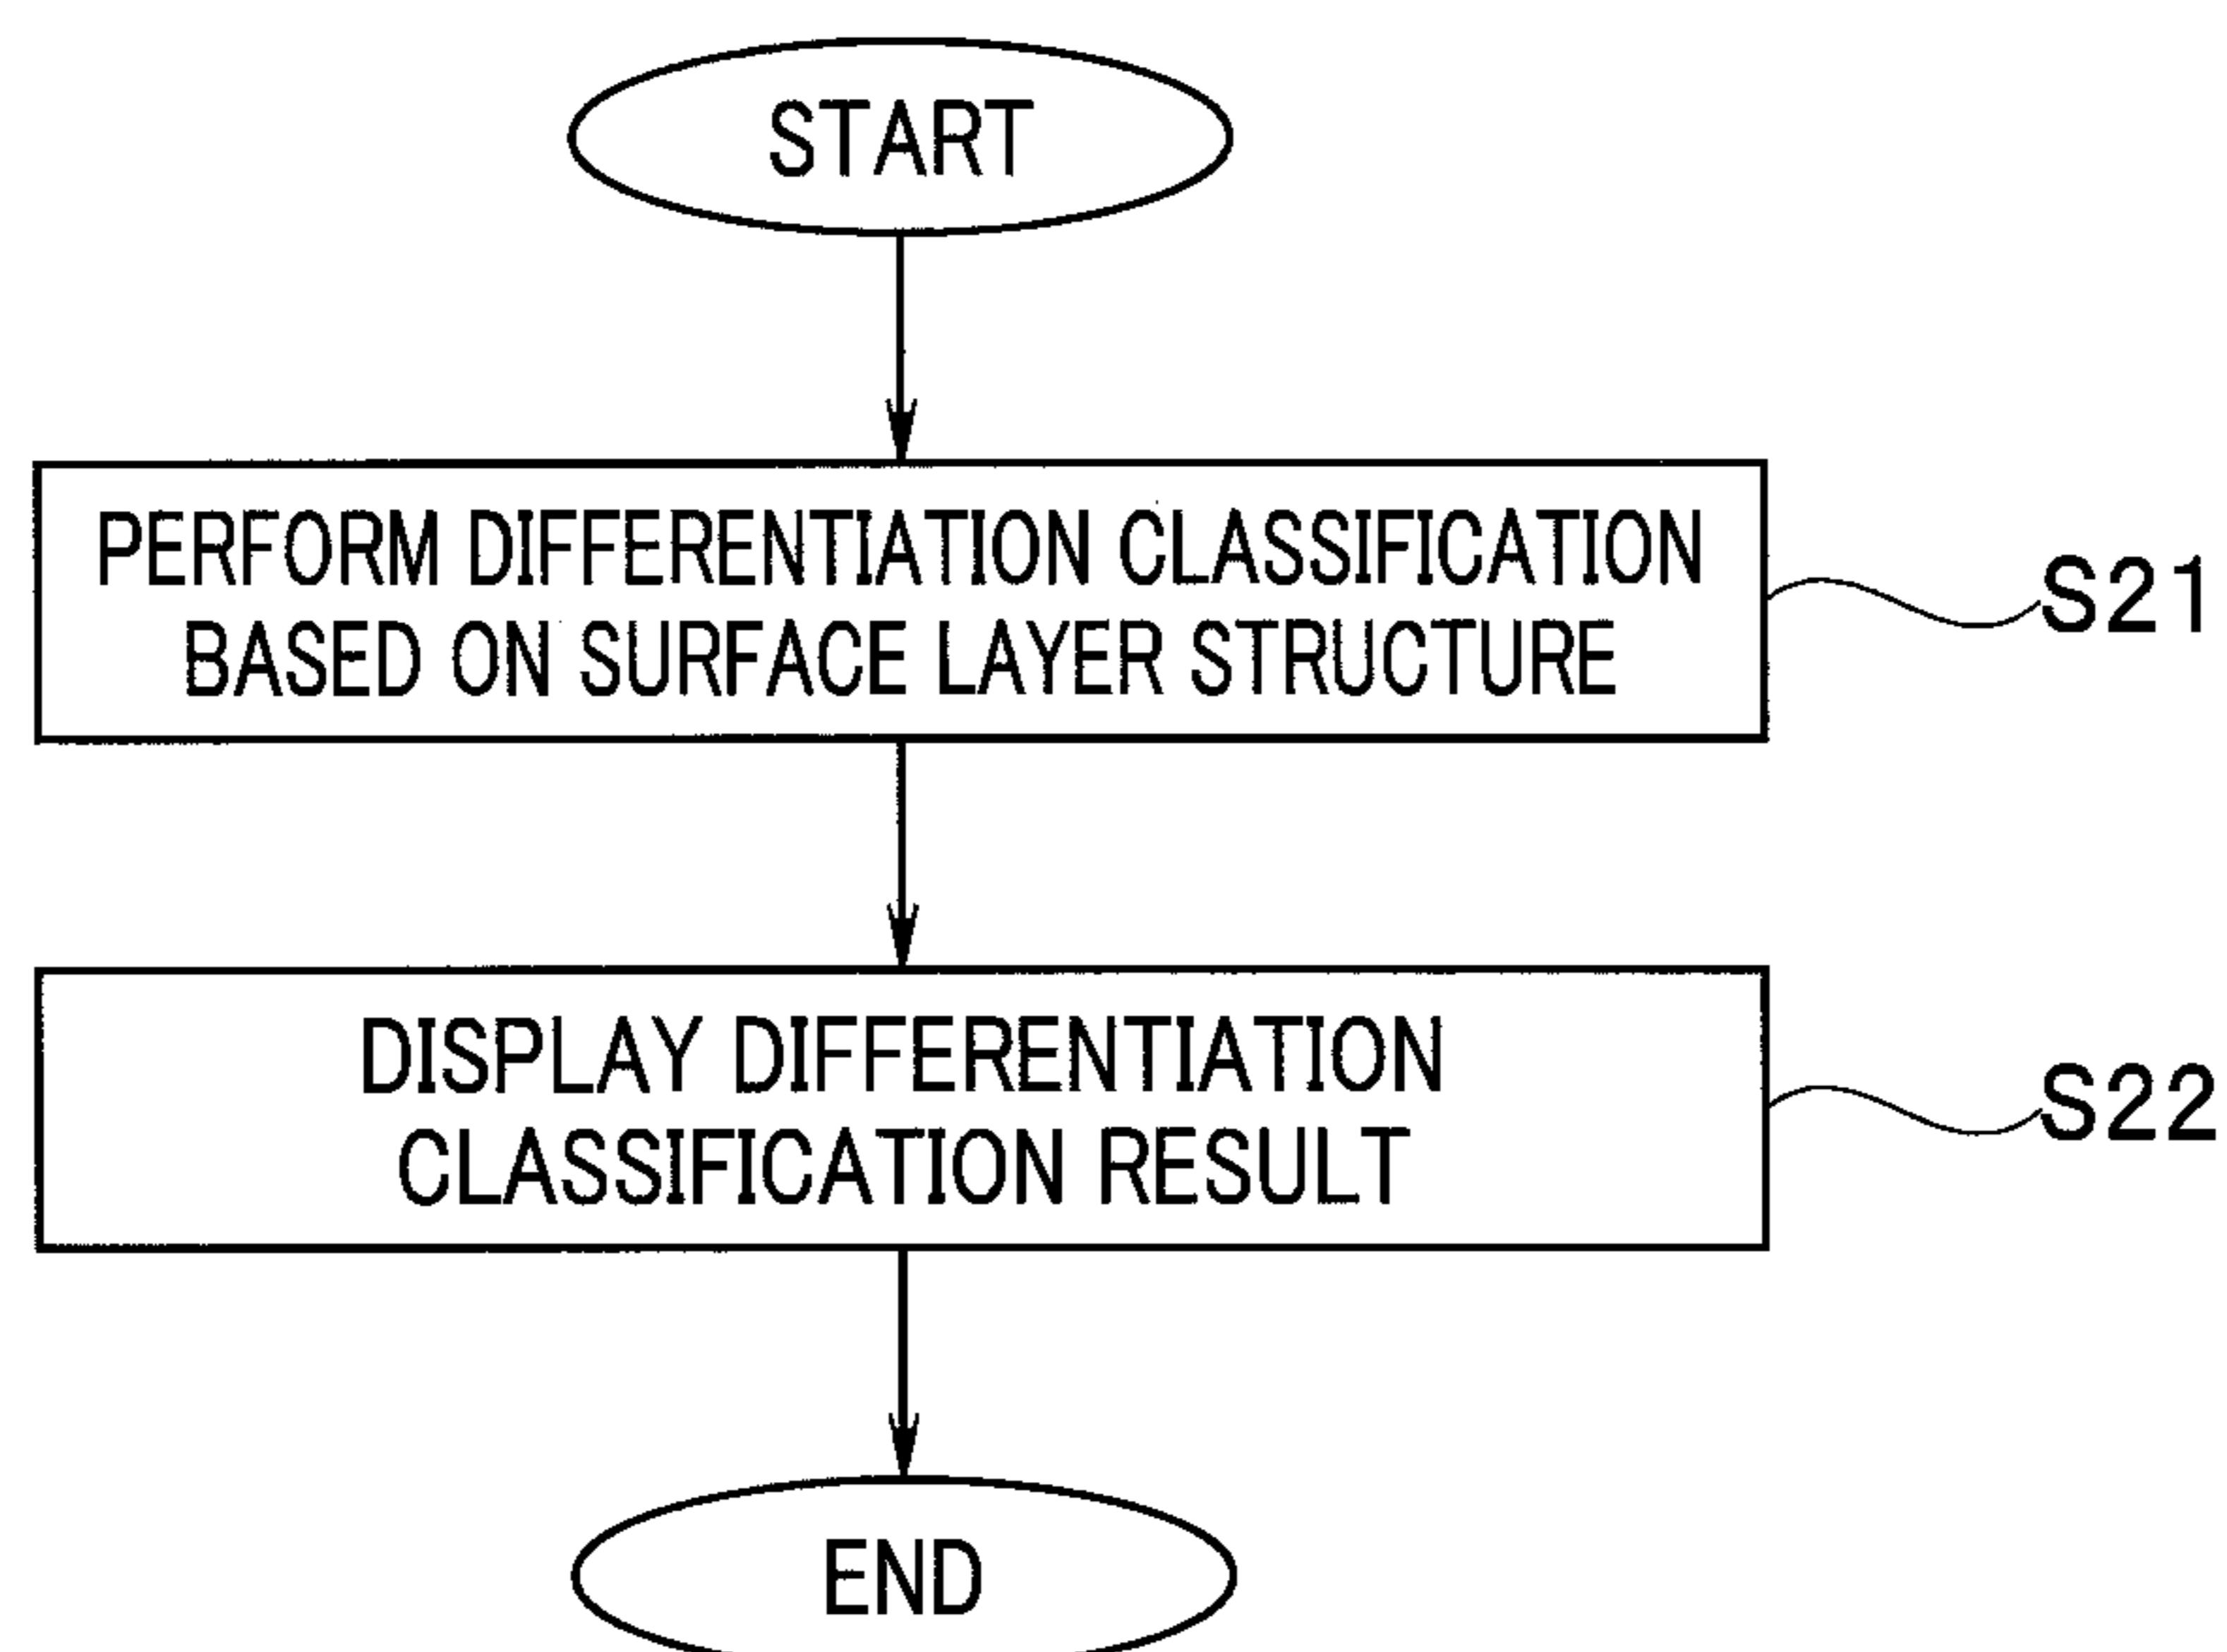 START
PERFORM DIFFERENTIATION CLASSIFICATION
BASED ON SURFACE LAYER STRUCTURE
S21
DISPLAY DIFFERENTIATION
CLASSIFICATION RESULT
S22
END